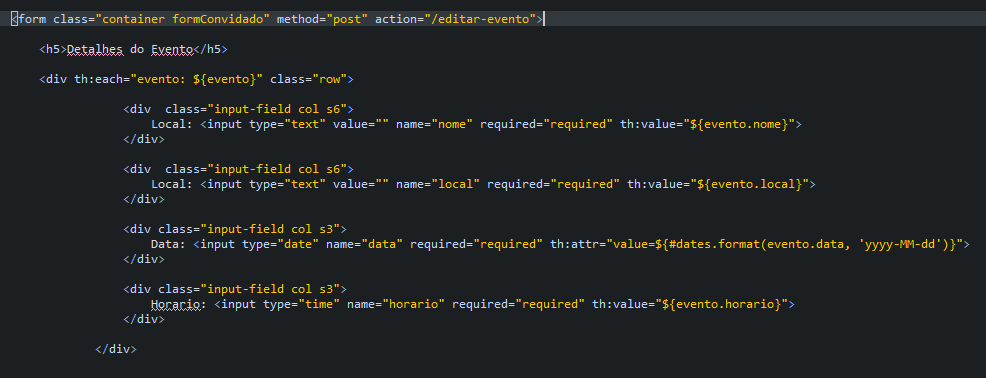 <form class="container formConvidado" method="post" action="/editar-evento">
<h5>Detalhes do Evento</h5>
<div th:each="evento: ${evento}" class="row">
<div  class="input-field col s6">
Local: <input type="text" value="" name="nome" required="required" th:value="${evento.nome}">
</div>
<div  class="input-field col s6">
Local: <input type="text" value="" name="local" required="required" th:value="${evento.local}">
</div>
<div class="input-field col s3">
Data: <input type="date" name="data" required="required" th:attr="value=${#dates.format(evento.data, 'yyyy-MM-dd')}">
</div>
<div class="input-field col s3">
Horario: <input type="time" name="horario" required="required" th:value="${evento.horario}">
</div>
</div>